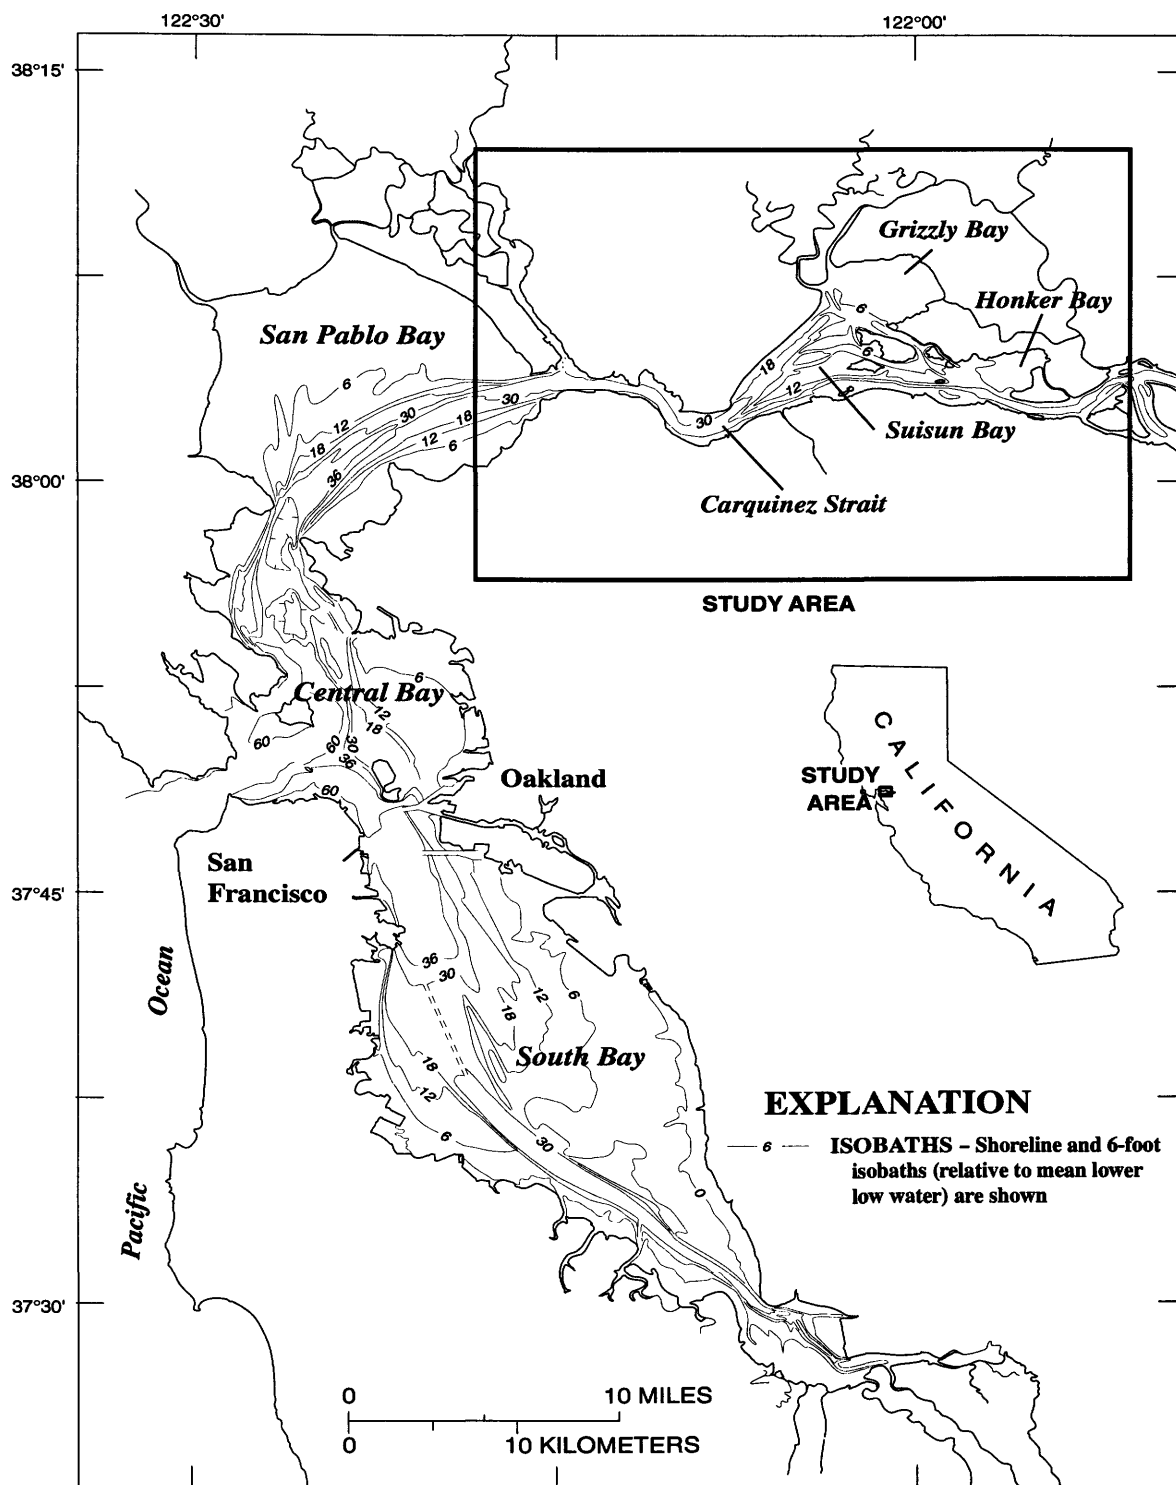 122°30'
122°00'
38°15'
Grizzly Bay
Honker Bay
San Pablo Bay
6
6
18
6
12
6
30
30
18
12
30
12
18
6
Suisun Bay
36
38°00'
Carquinez Strait
STUDY AREA
6
Central Bay
12
18
60
60
30
36
60
Oakland
San
Francisco
37°45'
CALIFORNIA
STUDY
AREA
Ocean
36
30
12
6
18
South Bay
18
12
6
30
0
Pacific
EXPLANATION
6
ISOBATHS – Shoreline and 6-foot
isobaths (relative to mean lower
low water) are shown
37°30'
0
10 MILES
0
10 KILOMETERS